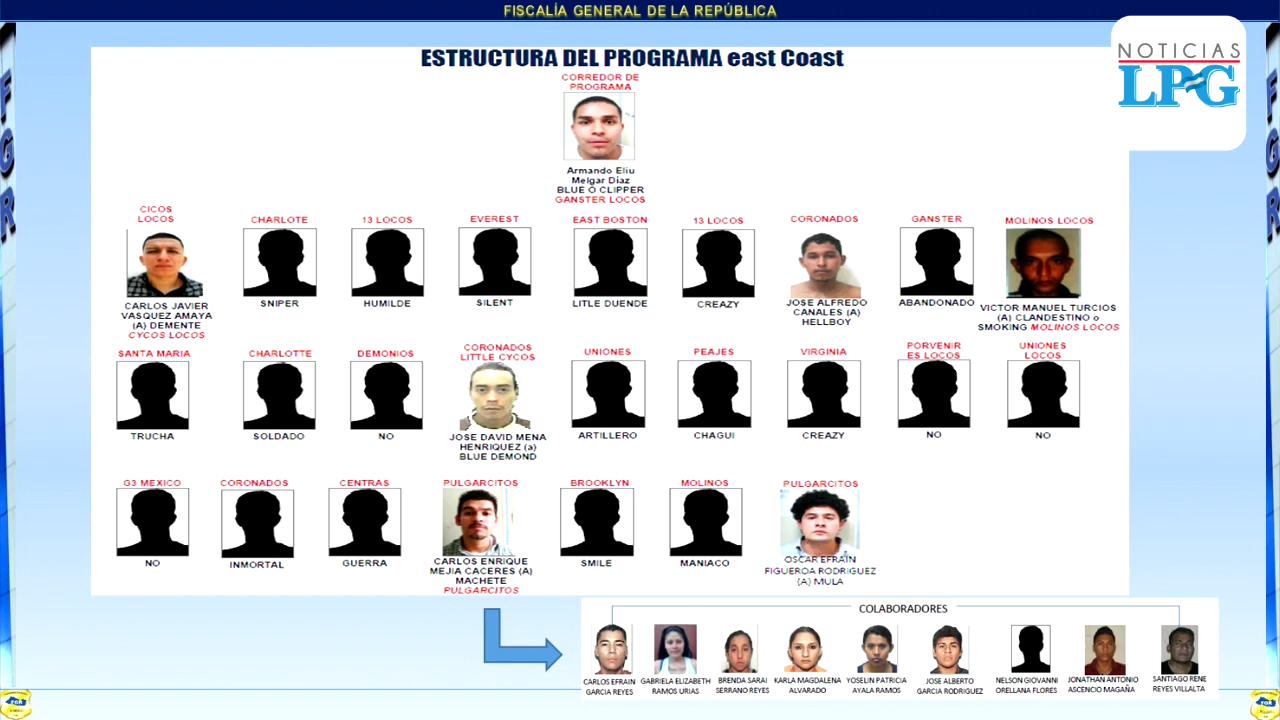 FISCALÍA GENERAL DE LA REPÚBLICA
NOTICIAS
LPG
FGR
FGR
ESTRUCTURA DEL PROGRAMA east Coast
CORREDOR DE
PROGRAMA
Armando Eliu
Melgar Díaz
BLUE O CLIPPER
GANSTER LOCOS
CICOS
LOCOS
CHARLOTE
13 LOCOS
EVEREST
EAST BOSTON
13 LOCOS
CORONADOS
GANSTER
MOLINOS LOCOS
CARLOS JAVIER
VASQUEZ AMAYA
(A) DEMENTE
CYCOS LOCOS
SNIPER
HUMILDE
SILENT
LITLE DUENDE
CREAZY
JOSE ALFREDO
CANALES (A)
HELLBOY
ABANDONADO
VICTOR MANUEL TURCIOS
(A) CLANDESTINO o
SMOKING MOLINOS LOCOS
SANTA MARIA
CHARLOTTE
DEMONIOS
CORONADOS
LITTLE CYCOS
UNIONES
PEAJES
VIRGINIA
PORVENIR
ES LOCOS
UNIONES
LOCOS
TRUCHA
SOLDADO
NO
JOSE DAVID MENA
HENRIQUEZ (a)
BLUE DEMOND
ARTILLERO
CHAGUI
CREAZY
NO
NO
G3 MEXICO
CORONADOS
CENTRAS
PULGARCITOS
BROOKLYN
MOLINOS
PULGARCITOS
NO
INMORTAL
GUERRA
CARLOS ENRIQUE
MEJIA CACERES (A)
MACHETE
PULGARCITOS
SMILE
MANIACO
OSCAR EFRAIN
FIGUEROA RODRIGUEZ
(A) MULA
COLABORADORES
CARLOS EFRAIN
GARCIA REYES
GABRIELA ELIZABETH
RAMOS URIAS
BRENDA SARAI
SERRANO REYES
KARLA MAGDALENA
ALVARADO
YOSELIN PATRICIA
AYALA RAMOS
JOSE ALBERTO
GARCIA RODRIGUEZ
NELSON GIOVANNI
ORELLANA FLORES
JONATHAN ANTONIO
ASCENCIO MAGAÑA
SANTIAGO RENE
REYES VILLALTA
FGR
FGR